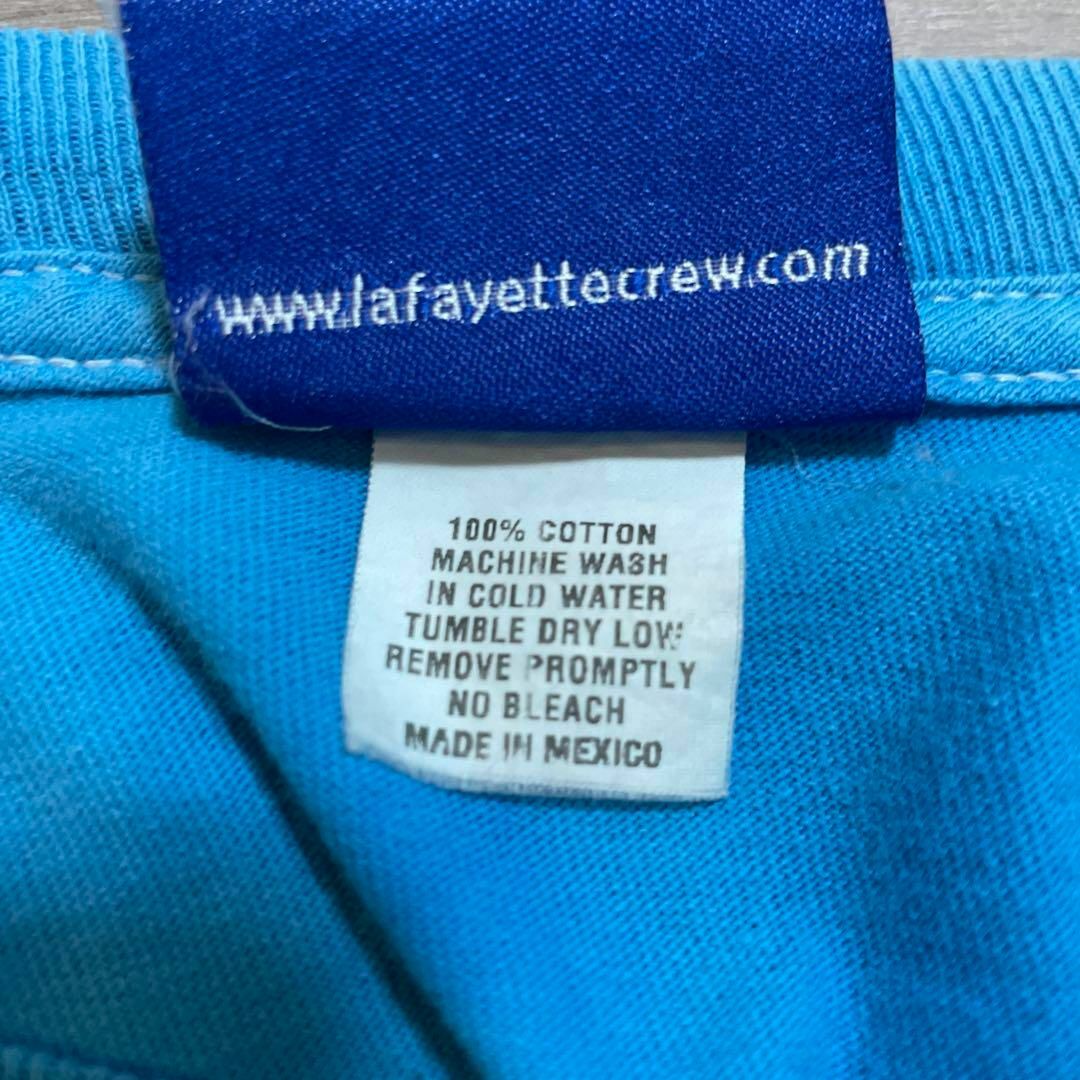 www.lafayettecrew.com
100% COTTON
MACHINE WASH
IN COLD WATER
TUMBLE DRY LOW
REMOVE PROMPTLY
NO BLEACH
MADE IN MEXICO